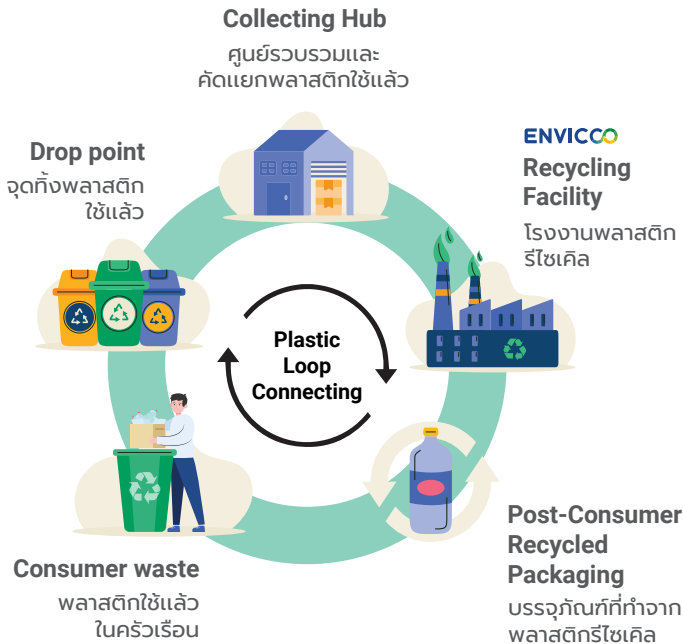 Collecting Hub
ศูนย์รวบรวมและ
คัดแยกพลาสติกใช้แล้ว
Drop point
จุดทิ้งพลาสติก
ใช้แล้ว
ENVICCO
Recycling
Facility
โรงงานพลาสติก
รีไซเคิล
Plastic
Loop
Connecting
Consumer waste
พลาสติกใช้แล้ว
ในครัวเรือน
Post-Consumer
Recycled
Packaging
บรรจุภัณฑ์ที่ทำจาก
พลาสติกรีไซเคิล